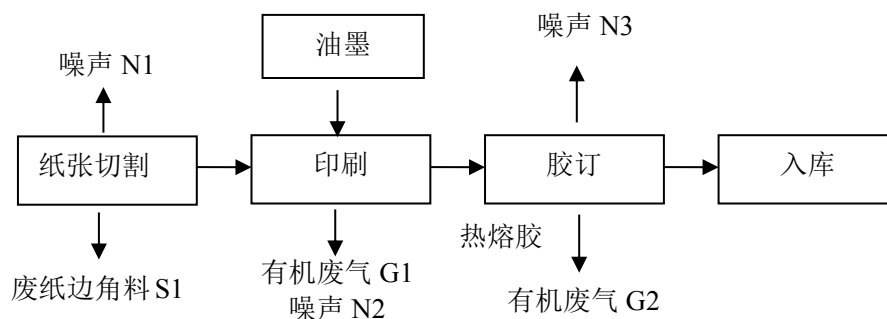 油墨
噪声 N3
噪声 N1
纸张切割
印刷
胶订
入库
热熔胶
废纸边角料 S1
有机废气 G1
噪声 N2
有机废气 G2